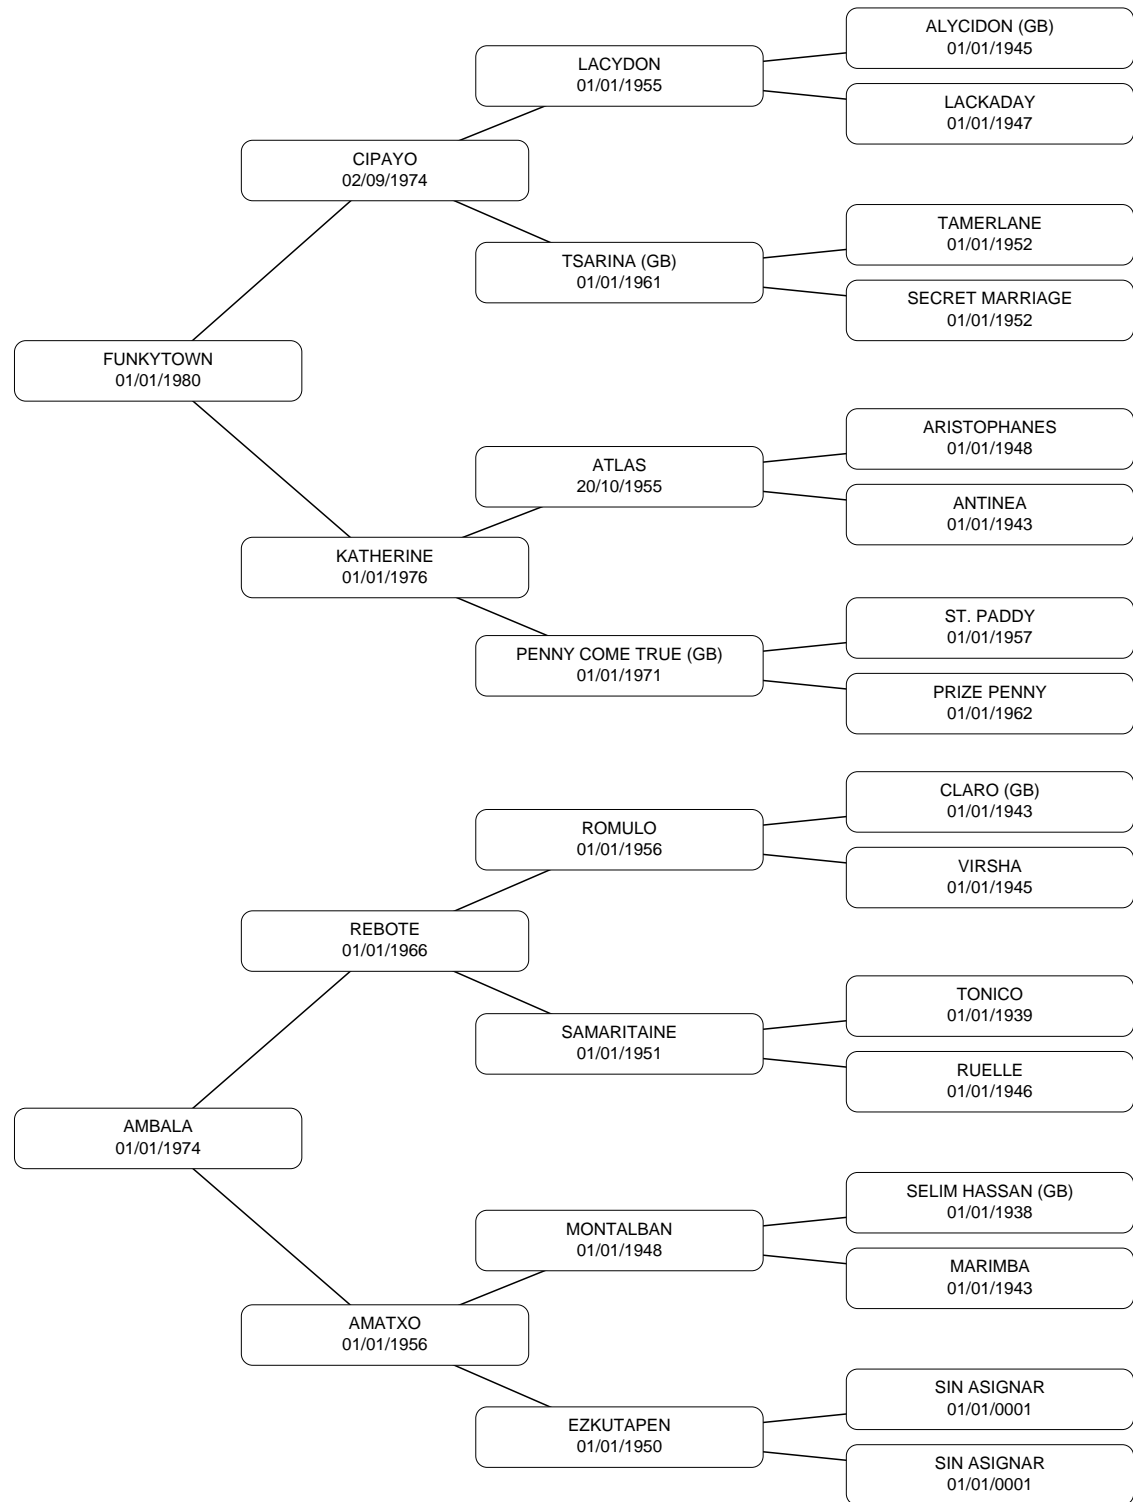 ALYCIDON (GB)
01/01/1945
LACYDON
01/01/1955
LACKADAY
01/01/1947
CIPAYO
02/09/1974
TAMERLANE
01/01/1952
TSARINA (GB)
01/01/1961
SECRET MARRIAGE
01/01/1952
FUNKYTOWN
01/01/1980
ARISTOPHANES
01/01/1948
ATLAS
20/10/1955
ANTINEA
01/01/1943
KATHERINE
01/01/1976
ST. PADDY
01/01/1957
PENNY COME TRUE (GB)
01/01/1971
PRIZE PENNY
01/01/1962
CLARO (GB)
01/01/1943
ROMULO
01/01/1956
VIRSHA
01/01/1945
REBOTE
01/01/1966
TONICO
01/01/1939
SAMARITAINE
01/01/1951
RUELLE
01/01/1946
AMBALA
01/01/1974
SELIM HASSAN (GB)
01/01/1938
MONTALBAN
01/01/1948
MARIMBA
01/01/1943
AMATXO
01/01/1956
SIN ASIGNAR
01/01/0001
EZKUTAPEN
01/01/1950
SIN ASIGNAR
01/01/0001